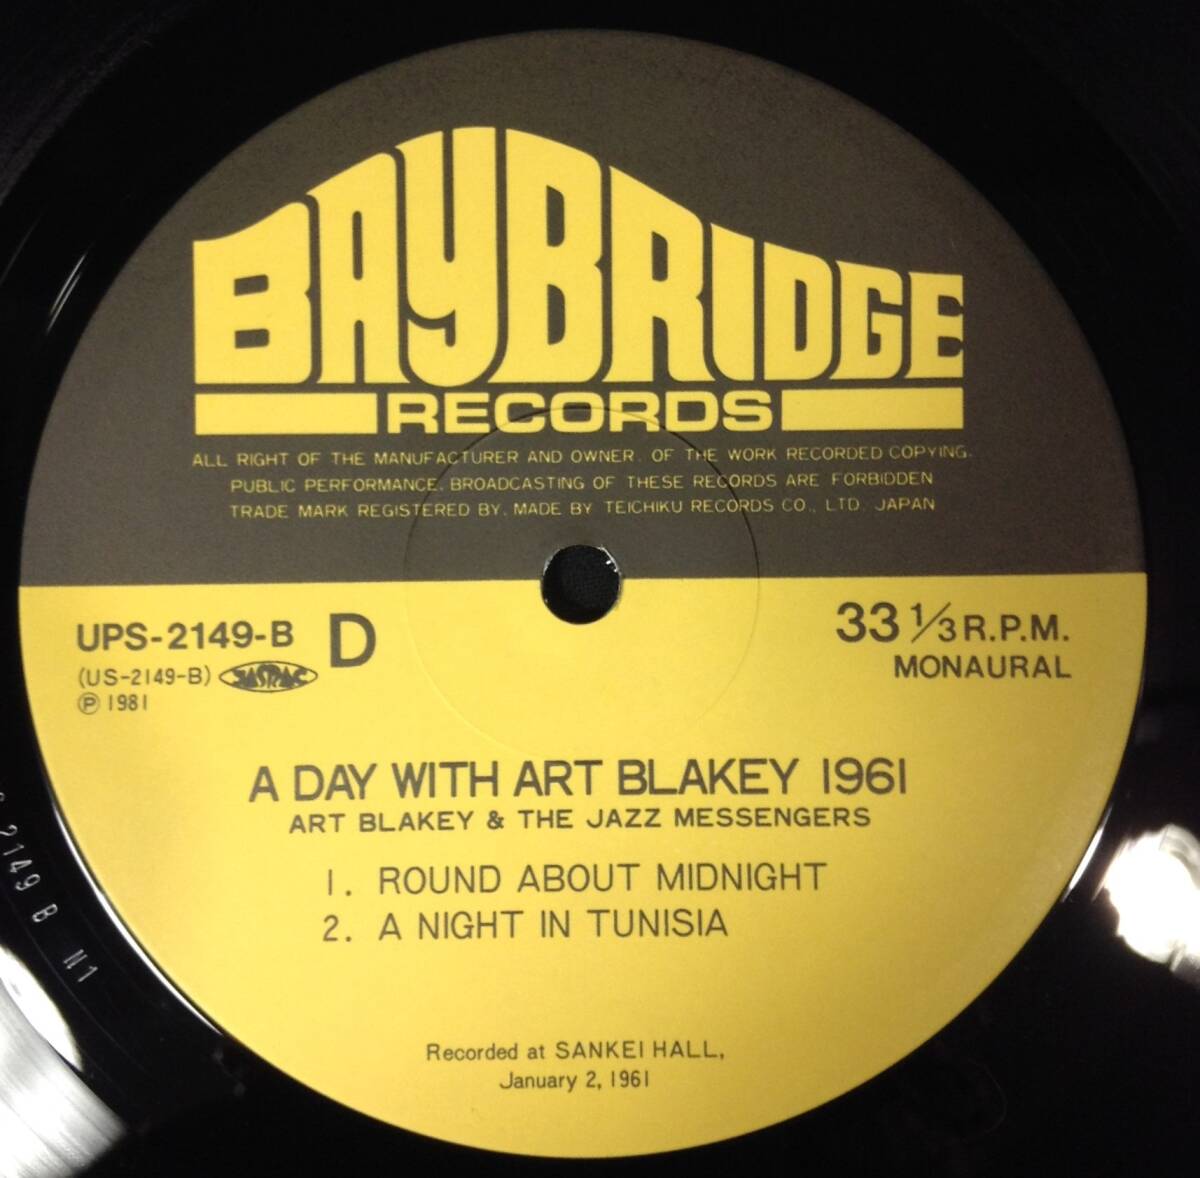 BAYBRIDGE
RECORDS
ALL RIGHT OF THE MANUFACTURER AND OWNER. OF THE WORK RECORDED COPYING.
PUBLIC PERFORMANCE. BROADCASTING OF THESE RECORDS ARE FORBIDDEN
TRADE MARK REGISTERED BY. MADE BY TEICHIKU RECORDS CO., LTD. JAPAN
UPS-2149-B D
33 1/3 R.P.M.
(US-2149-B) JASRAC
MONAURAL
Ⓟ 1981
A DAY WITH ART BLAKEY 1961
ART BLAKEY & THE JAZZ MESSENGERS
1. ROUND ABOUT MIDNIGHT
2. A NIGHT IN TUNISIA
Recorded at SANKEI HALL,
January 2, 1961
2149 B N1